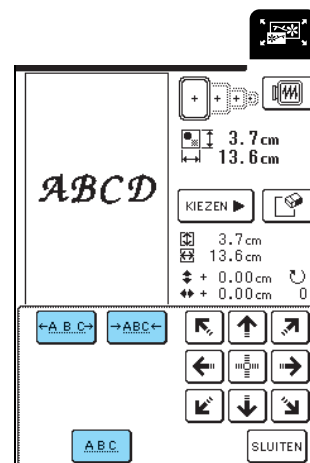 3.7cm
13.6cm
ABCD
KIEZEN
3.7cm
13.6cm
+ 0.00cm
+ 0.00cm 0
←A B C→ →ABC←
ABC
SLUITEN